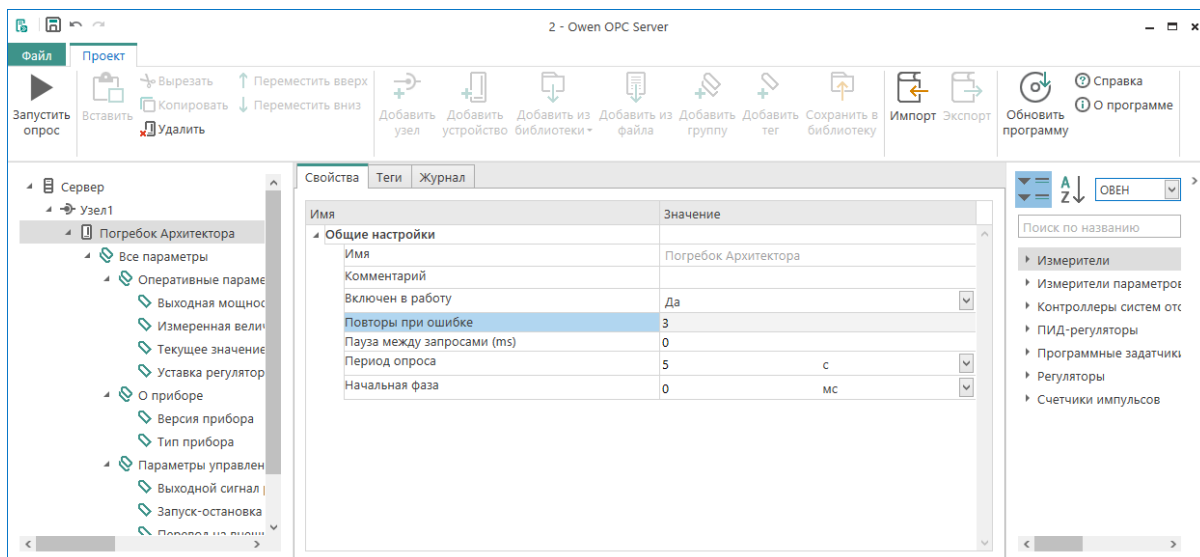 2 - Owen OPC Server
Файл
Проект
Запустить опрос
Вставить
Вырезать
Копировать
Удалить
Переместить вверх
Переместить вниз
Добавить узел
Добавить устройство
Добавить из библиотеки
Добавить из файла
Добавить группу
Добавить тег
Сохранить в библиотеку
Импорт
Экспорт
Обновить программу
Справка
О программе
Сервер
Узел1
Погребок Архитектора
Все параметры
Оперативные параме
Выходная мощнос
Измеренная вели
Текущее значение
Уставка регулятор
О приборе
Версия прибора
Тип прибора
Параметры управлен
Выходной сигнал
Запуск-остановка
Свойства
Теги
Журнал
Имя Значение
Общие настройки
Имя Погребок Архитектора
Комментарий
Включен в работу Да
Повторы при ошибке 3
Пауза между запросами (ms) 0
Период опроса 5 с
Начальная фаза 0 мс
A
Z
ОВЕН
Поиск по названию
Измерители
Измерители параметров
Контроллеры систем ото
ПИД-регуляторы
Программные задатчики
Регуляторы
Счетчики импульсов